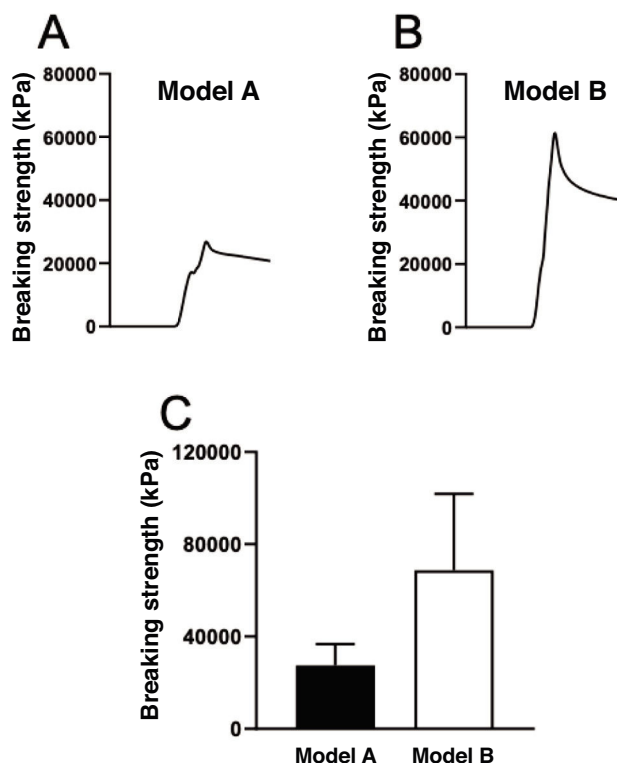 A
Breaking strength (kPa)
80000
60000
40000
20000
0
Model A
B
Breaking strength (kPa)
80000
60000
40000
20000
0
Model B
C
Breaking strength (kPa)
120000
80000
40000
0
Model A
Model B